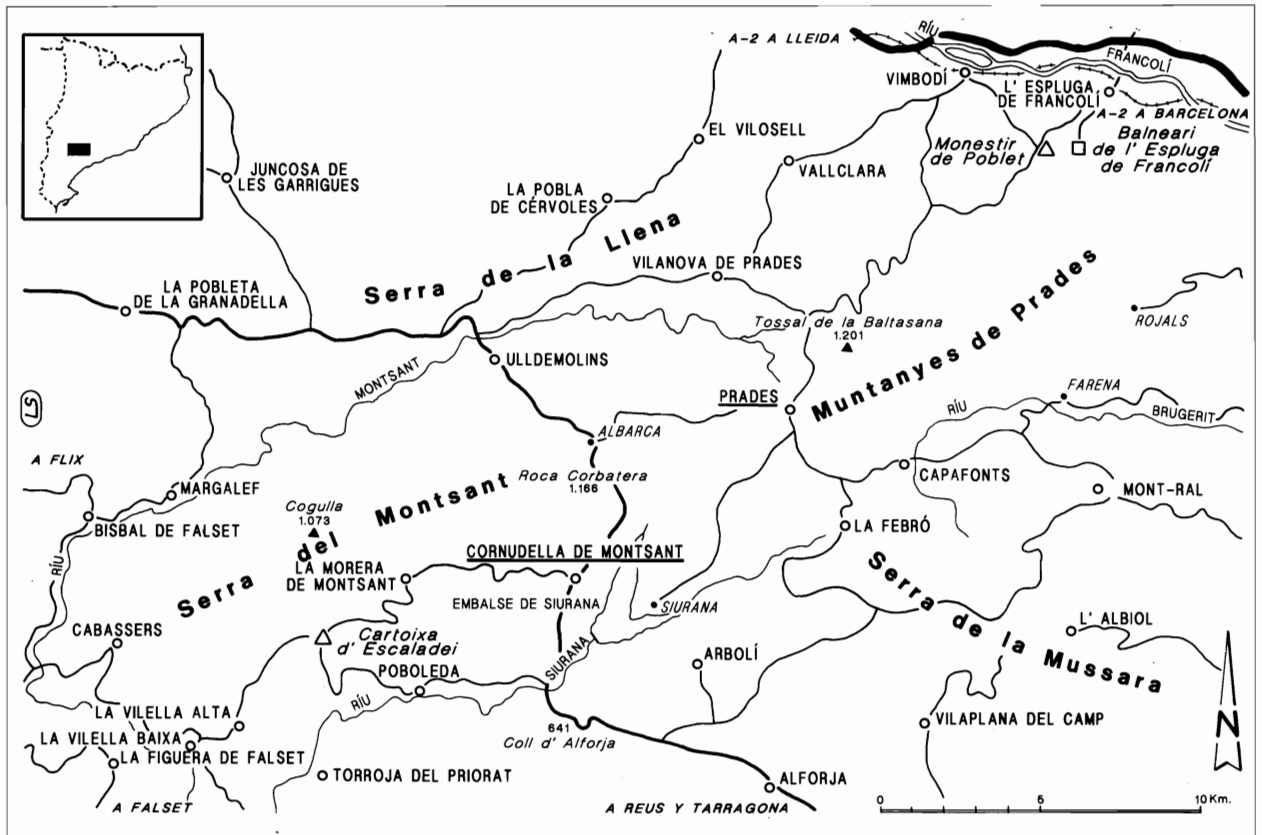 A-2 A LLEIDA
RÍU
FRANCOLÍ
VIMBODÍ
L' ESPLUGA
DE FRANCOLÍ
A-2 A BARCELONA
EL VILOSELL
Monestir
de Poblet
Balneari
de l' Espluga
de Francolí
VALLCLARA
JUNCOSA DE
LES GARRIGUES
LA POBLA
DE CÉRVOLES
Serra de la Llena
VILANOVA DE PRADES
LA POBLETA
DE LA GRANADELLA
Tossal de la Baltasana
1.201
Muntanyes de Prades
ROJALS
ULLDEMOLINS
MONTSANT
PRADES
FARENA
RÍU
BRUGERIT
57
ALBARCA
A FLIX
Roca Corbatera
1.166
CAPAFONTS
MARGALEF
MONT-RAL
Cogulla
1.073
Serra del Montsant
BISBAL DE FALSET
LA FEBRÓ
CORNUDELLA DE MONTSANT
RÍU
LA MORERA
DE MONTSANT
EMBALSE DE SIURANA
SIURANA
Serra de la Mussara
L' ALBIOL
CABASSERS
Cartoixa
d' Escaladei
SIURANA
ARBOLÍ
POBOLEDA
RÍU
LA VILELLA ALTA
641
Coll d' Alforja
VILAPLANA DEL CAMP
N
LA VILELLA BAIXA
LA FIGUERA DE FALSET
TORROJA DEL PRIORAT
ALFORJA
A FALSET
A REUS Y TARRAGONA
0 5 10 Km.